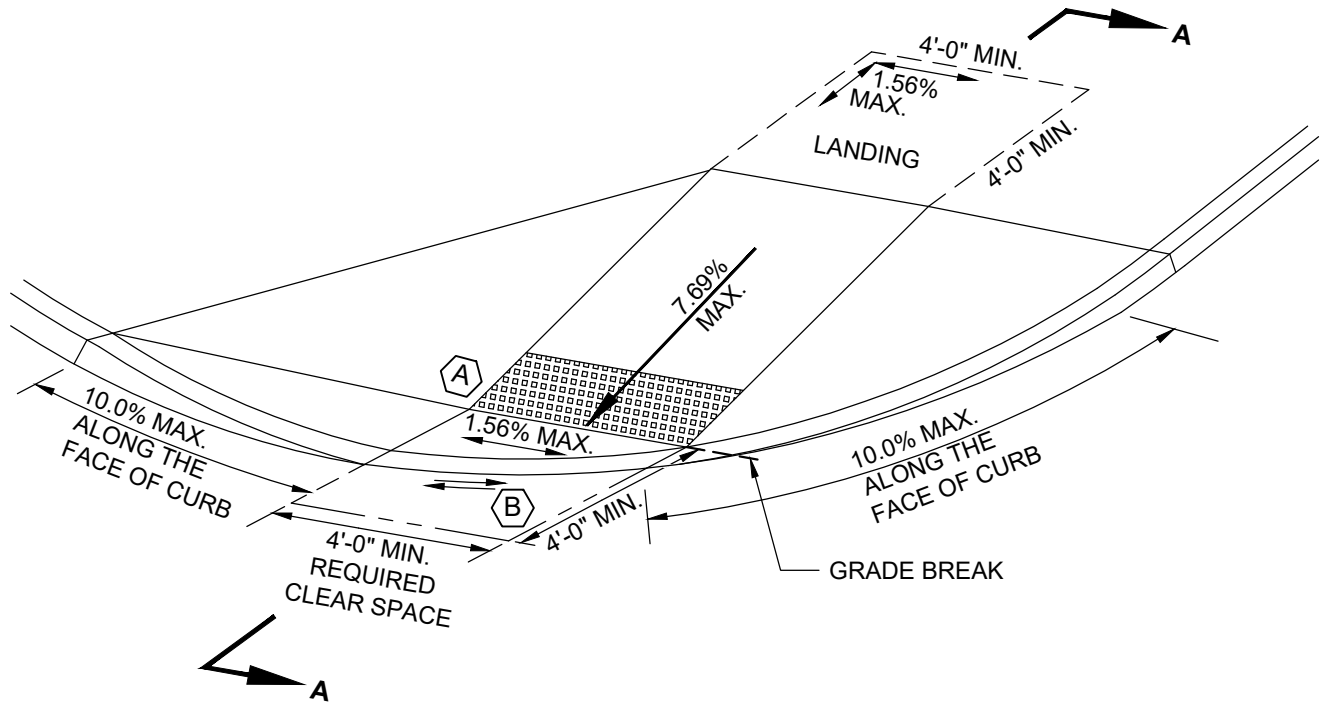 A
4'-0" MIN.
1.56%
MAX.
LANDING
4'-0" MIN.
7.69%
MAX.
A
1.56% MAX.
10.0% MAX.
ALONG THE
FACE OF CURB
10.0% MAX.
ALONG THE
FACE OF CURB
B
4'-0" MIN.
4'-0" MIN.
REQUIRED
CLEAR SPACE
GRADE BREAK
A